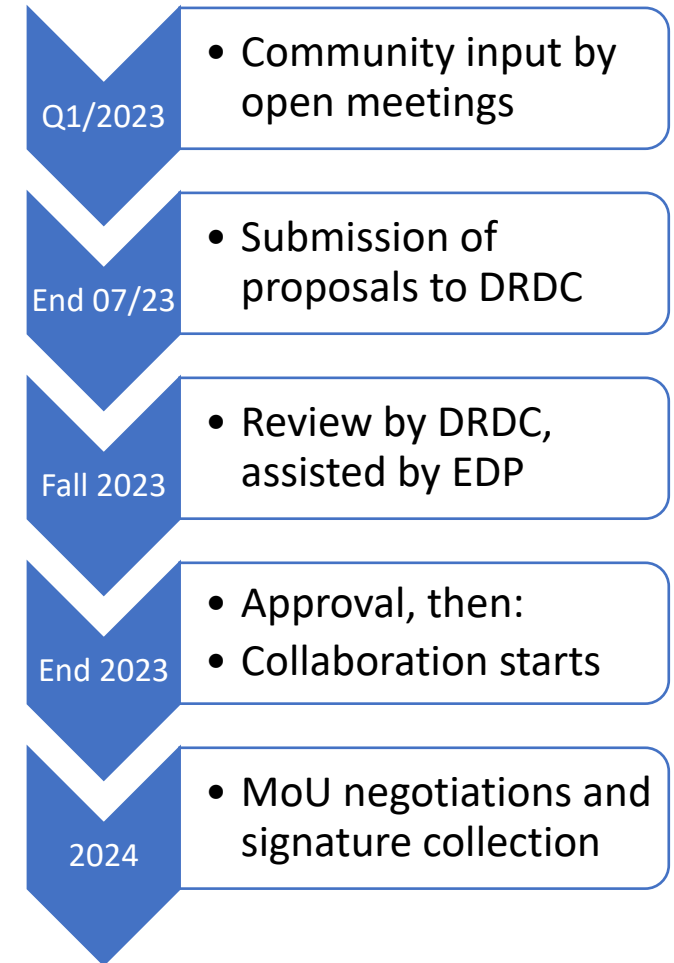 Q1/2023
• Community input by
open meetings
End 07/23
• Submission of
proposals to DRDC
Fall 2023
• Review by DRDC,
assisted by EDP
End 2023
• Approval, then:
• Collaboration starts
2024
• MoU negotiations and
signature collection